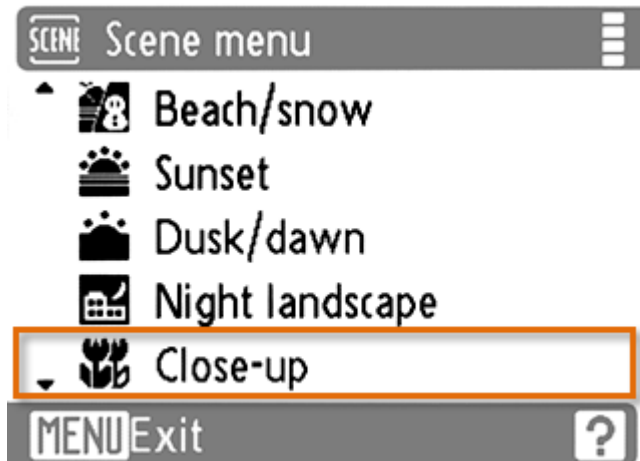 SCENE Scene menu
Beach/snow
Sunset
Dusk/dawn
Night landscape
Close-up
MENU Exit ?